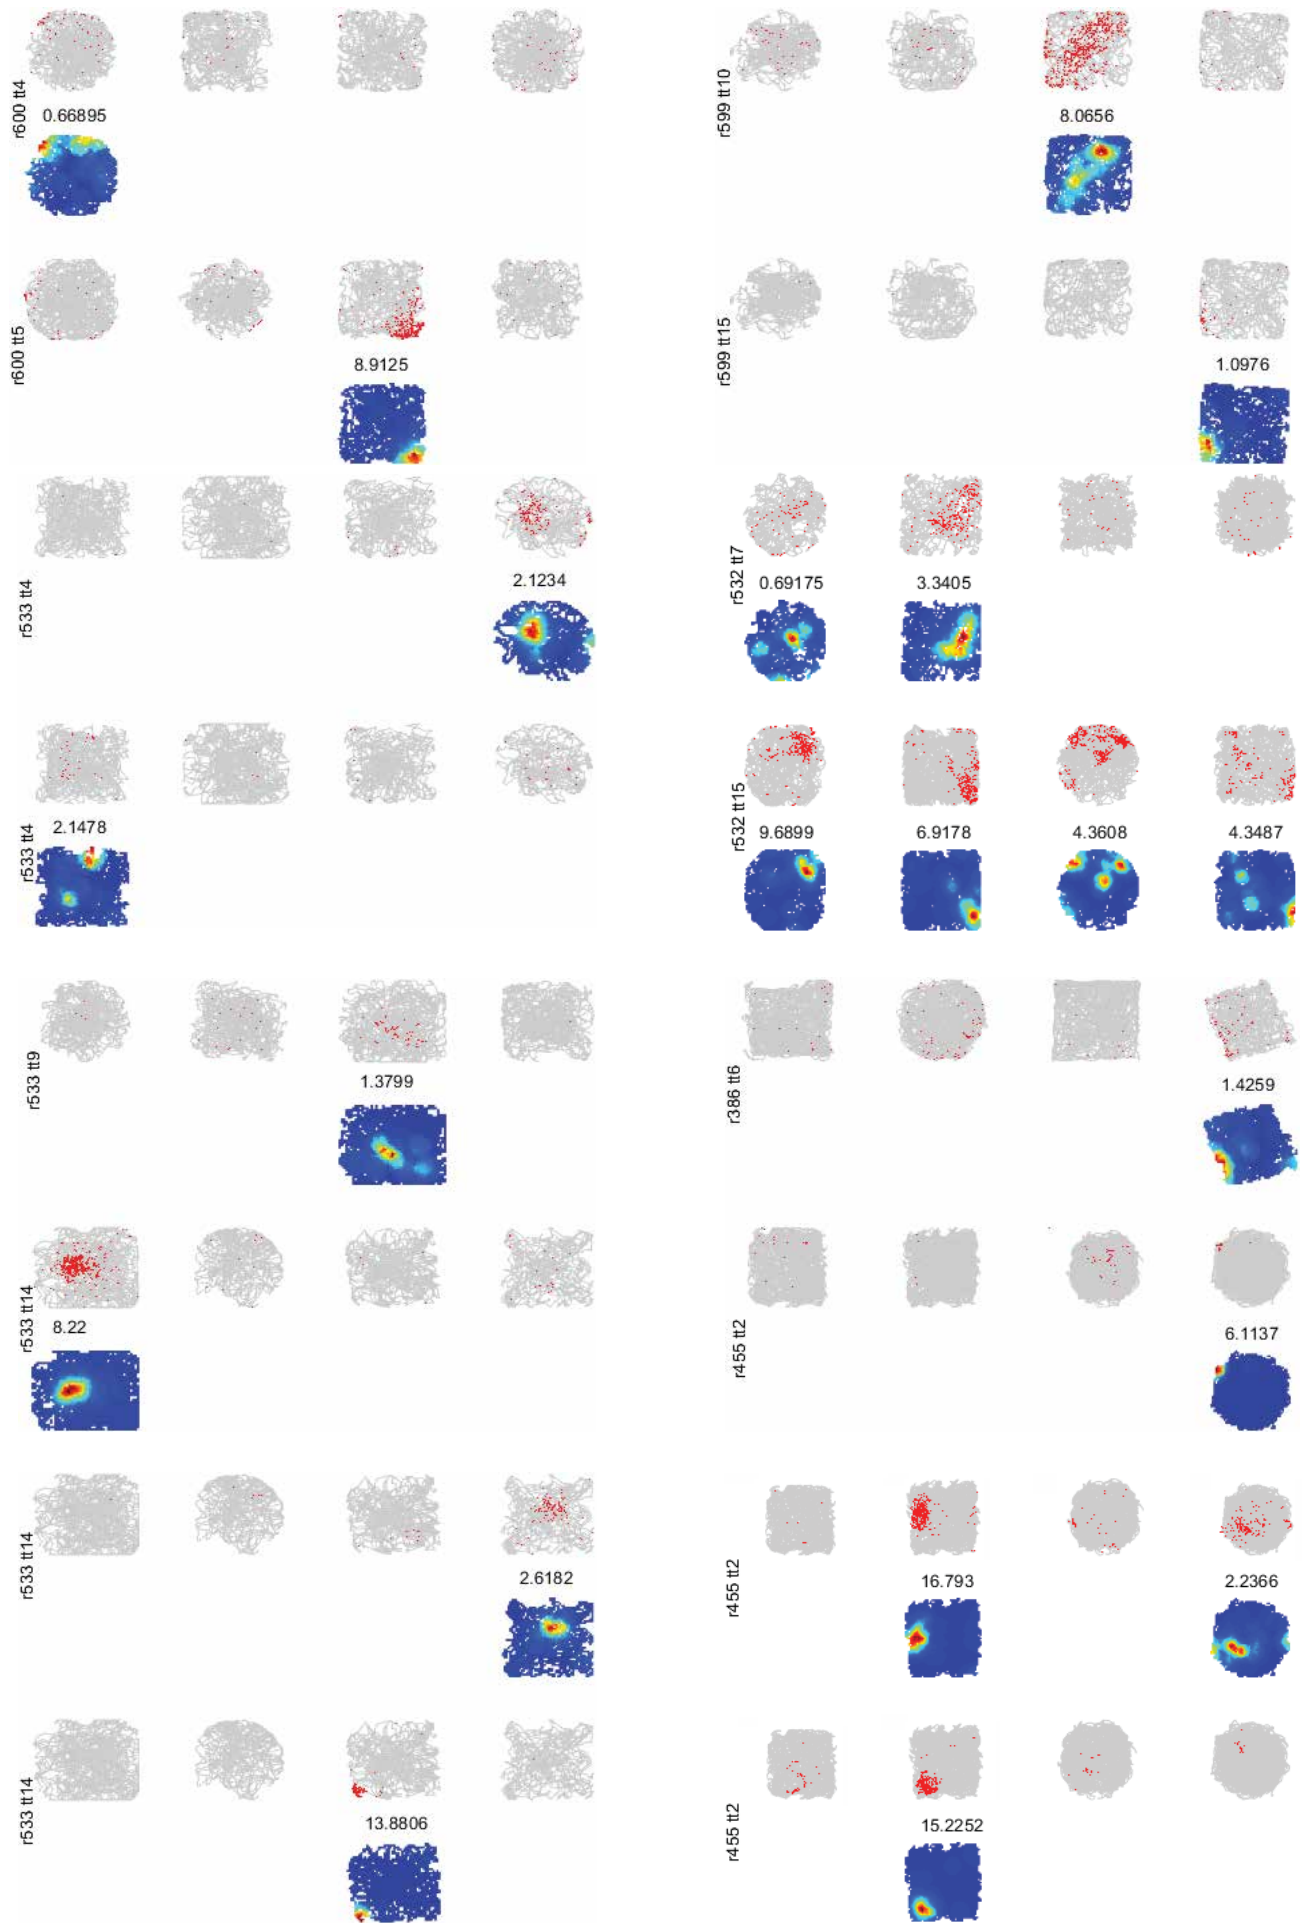 r600 tt4
0.66895
r600 tt5
8.9125
r533 tt4
2.1234
r533 tt4
2.1478
r533 tt9
1.3799
r533 tt14
8.22
r533 tt14
2.6182
r533 tt14
13.8806
r599 tt10
8.0656
r599 tt15
1.0976
r532 tt7
0.69175 3.3405
r532 tt15
9.6899 6.9178 4.3608 4.3487
r386 tt6
1.4259
r455 tt2
6.1137
r455 tt2
16.793 2.2366
r455 tt2
15.2252